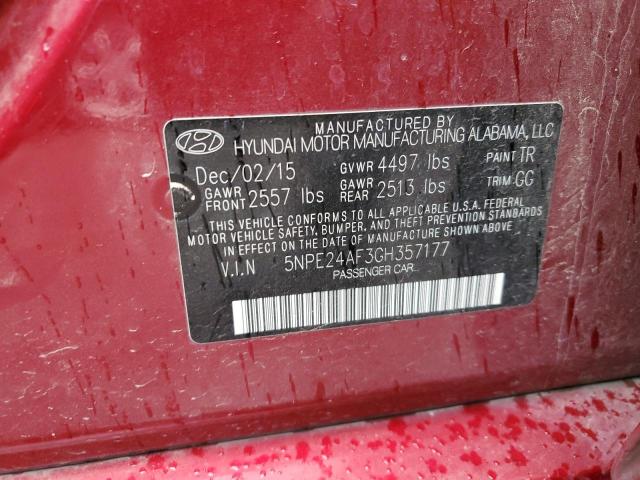 MANUFACTURED BY
HYUNDAI MOTOR MANUFACTURING ALABAMA, LLC
Dec/02/15 GVWR 4497 lbs PAINT TR
GAWR FRONT 2557 lbs GAWR REAR 2513 lbs TRIM GG
THIS VEHICLE CONFORMS TO ALL APPLICABLE U.S.A. FEDERAL
MOTOR VEHICLE SAFETY, BUMPER, AND THEFT PREVENTION STANDARDS
IN EFFECT ON THE DATE OF MANUFACTURE SHOWN ABOVE
V.I.N 5NPE24AF3GH357177
PASSENGER CAR